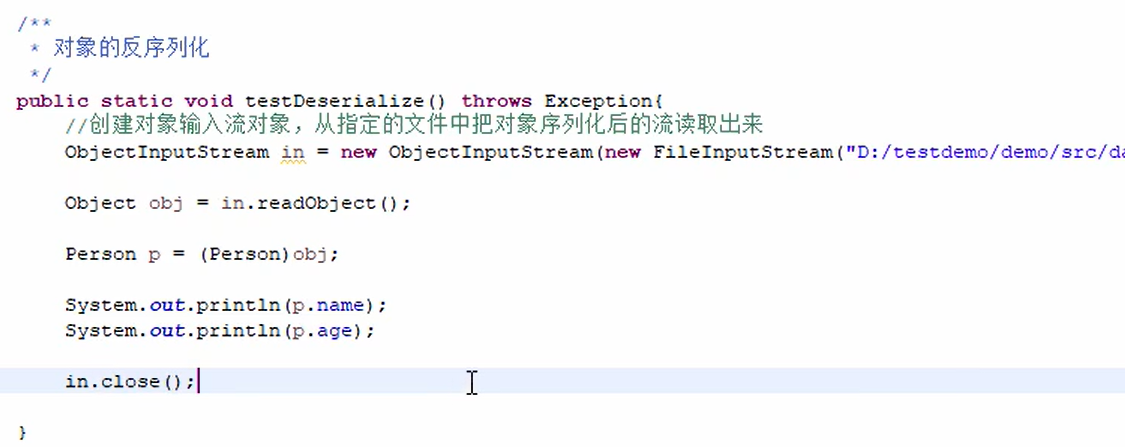 /**
* 对象的反序列化
*/
public static void testDeserialize() throws Exception{
//创建对象输入流对象，从指定的文件中把对象序列化后的流读取出来
ObjectInputStream in = new ObjectInputStream(new FileInputStream("D:/testdemo/demo/src/da
Object obj = in.readObject();
Person p = (Person)obj;
System.out.println(p.name);
System.out.println(p.age);
in.close();
}